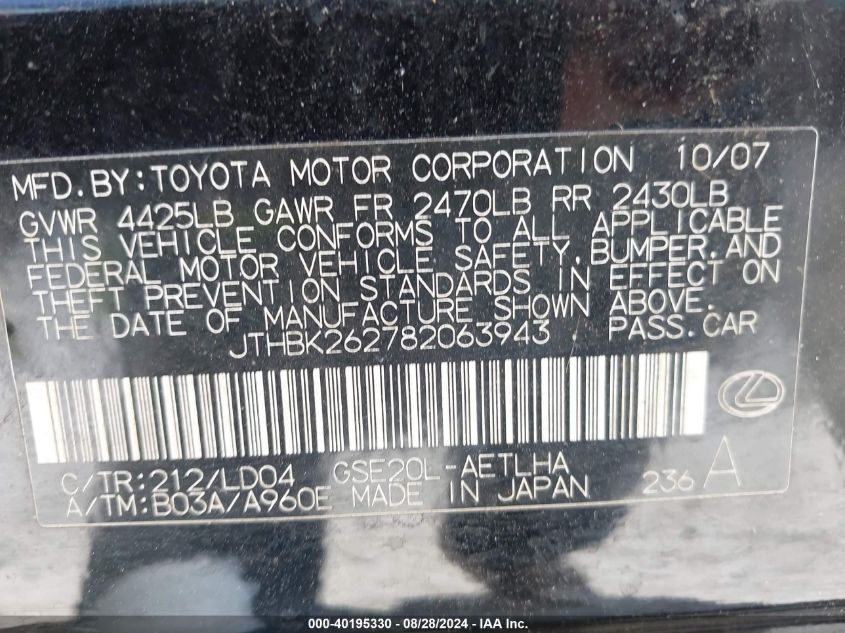 MFD.BY:TOYOTA MOTOR CORPORATION 10/07
GVWR 4425LB GAWR FR 2470LB RR 2430LB
THIS VEHICLE CONFORMS TO ALL APPLICABLE
FEDERAL MOTOR VEHICLE SAFETY,BUMPER,AND
THEFT PREVENTION STANDARDS IN EFFECT ON
THE DATE OF MANUFACTURE SHOWN ABOVE.
JTHBK262782063943 PASS.CAR
C/TR:212/LD04 GSE20L-AETLHA
A/TM:B03A/A960E MADE IN JAPAN 236 A
000-40195330 - 08/28/2024 - IAA, Inc.